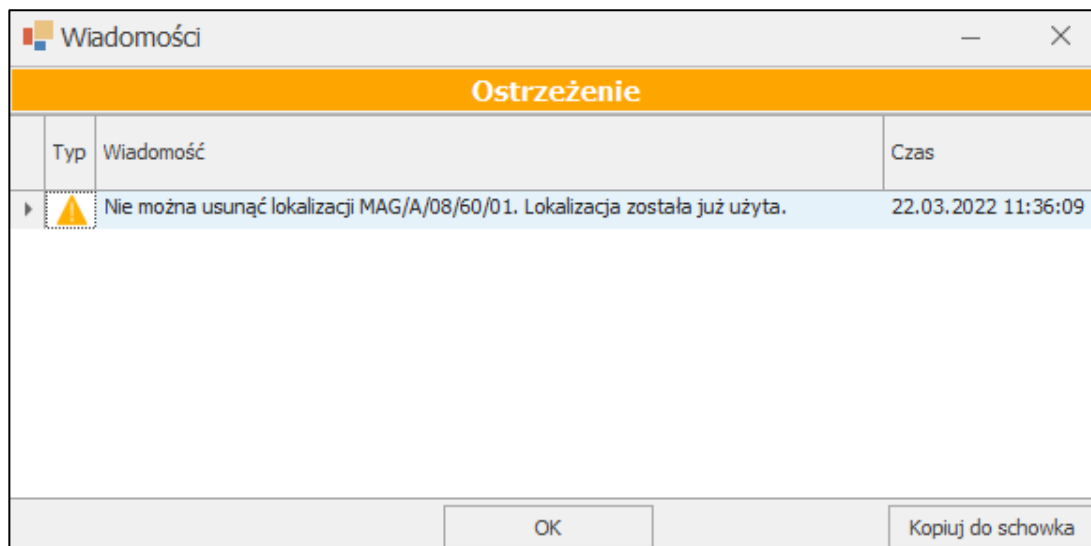 Wiadomości
Ostrzeżenie
Typ Wiadomość Czas
Nie można usunąć lokalizacji MAG/A/08/60/01. Lokalizacja została już użyta. 22.03.2022 11:36:09
OK Kopiuj do schowka